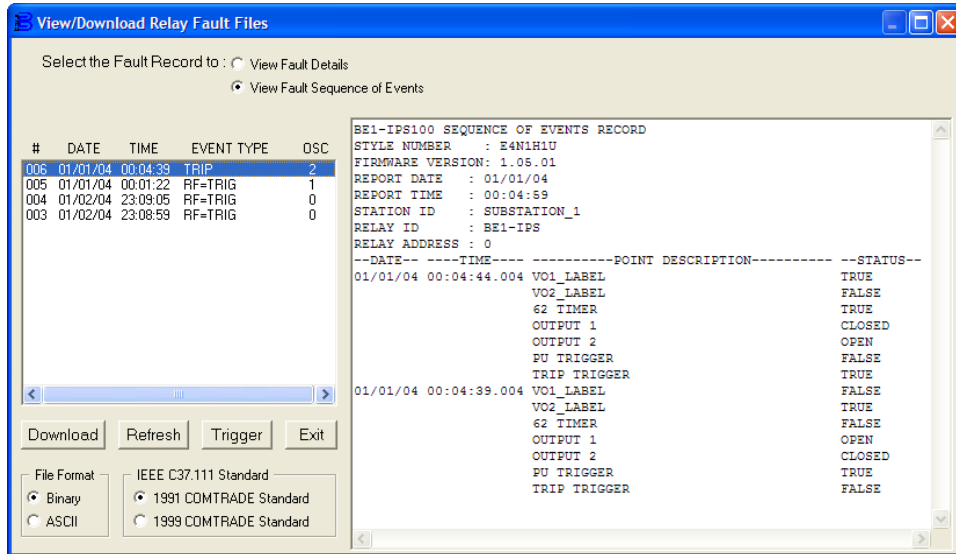 View/Download Relay Fault Files
Select the Fault Record to :
View Fault Details
View Fault Sequence of Events
# DATE TIME EVENT TYPE OSC
006 01/01/04 00:04:39 TRIP 2
005 01/01/04 00:01:22 RF=TRIG 1
004 01/02/04 23:09:05 RF=TRIG 0
003 01/02/04 23:08:59 RF=TRIG 0
Download Refresh Trigger Exit
File Format
Binary
ASCII
IEEE C37.111 Standard
1991 COMTRADE Standard
1999 COMTRADE Standard
BE1-IPS100 SEQUENCE OF EVENTS RECORD
STYLE NUMBER : E4N1H1U
FIRMWARE VERSION: 1.05.01
REPORT DATE : 01/01/04
REPORT TIME : 00:04:59
STATION ID : SUBSTATION_1
RELAY ID : BE1-IPS
RELAY ADDRESS : 0
--DATE-- ----TIME---- ----------POINT DESCRIPTION---------- --STATUS--
01/01/04 00:04:44.004 VO1_LABEL TRUE
VO2_LABEL FALSE
62 TIMER TRUE
OUTPUT 1 CLOSED
OUTPUT 2 OPEN
PU TRIGGER FALSE
TRIP TRIGGER TRUE
01/01/04 00:04:39.004 VO1_LABEL FALSE
VO2_LABEL TRUE
62 TIMER FALSE
OUTPUT 1 OPEN
OUTPUT 2 CLOSED
PU TRIGGER TRUE
TRIP TRIGGER FALSE